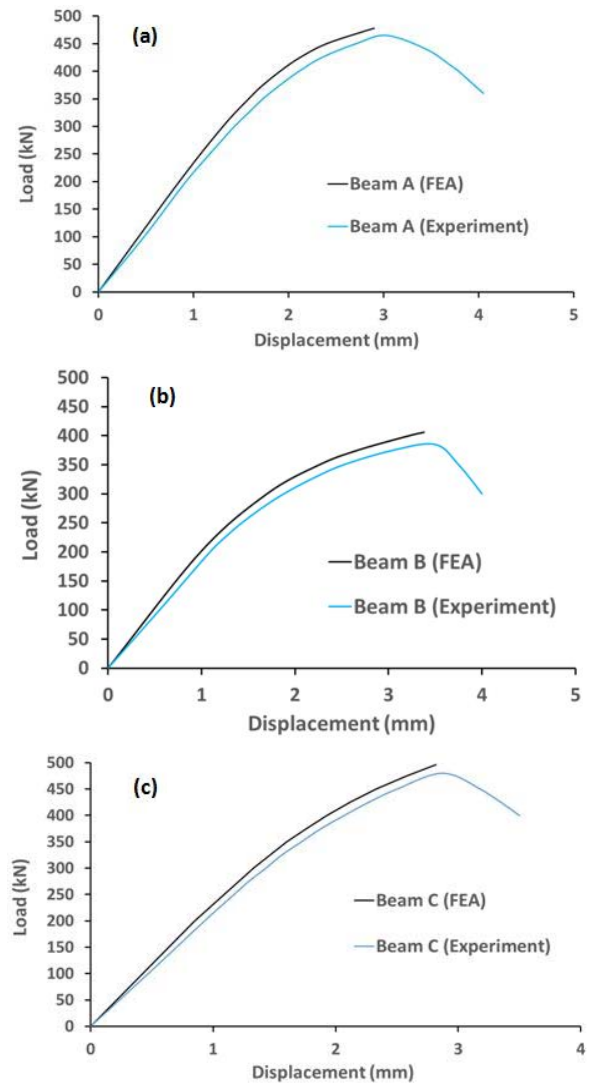 (a)
500
450
400
350
300
250
200
150
100
50
0
Load (kN)
Beam A (FEA)
Beam A (Experiment)
0 1 2 3 4 5
Displacement (mm)
(b)
500
450
400
350
300
250
200
150
100
50
0
Load (kN)
Beam B (FEA)
Beam B (Experiment)
0 1 2 3 4 5
Displacement (mm)
(c)
500
450
400
350
300
250
200
150
100
50
0
Load (kN)
Beam C (FEA)
Beam C (Experiment)
0 1 2 3 4
Displacement (mm)